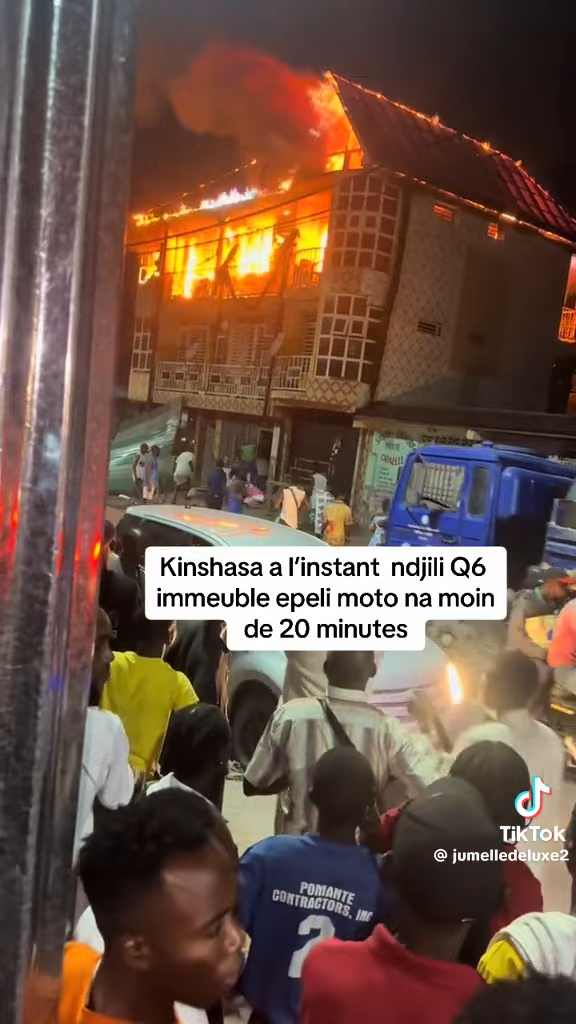 Kinshasa a l'instant ndjili Q6
immeuble epeli moto na moin
de 20 minutes
POMANTE
CONTRACTORS, INC
2
TikTok
@ jumelledeluxe2